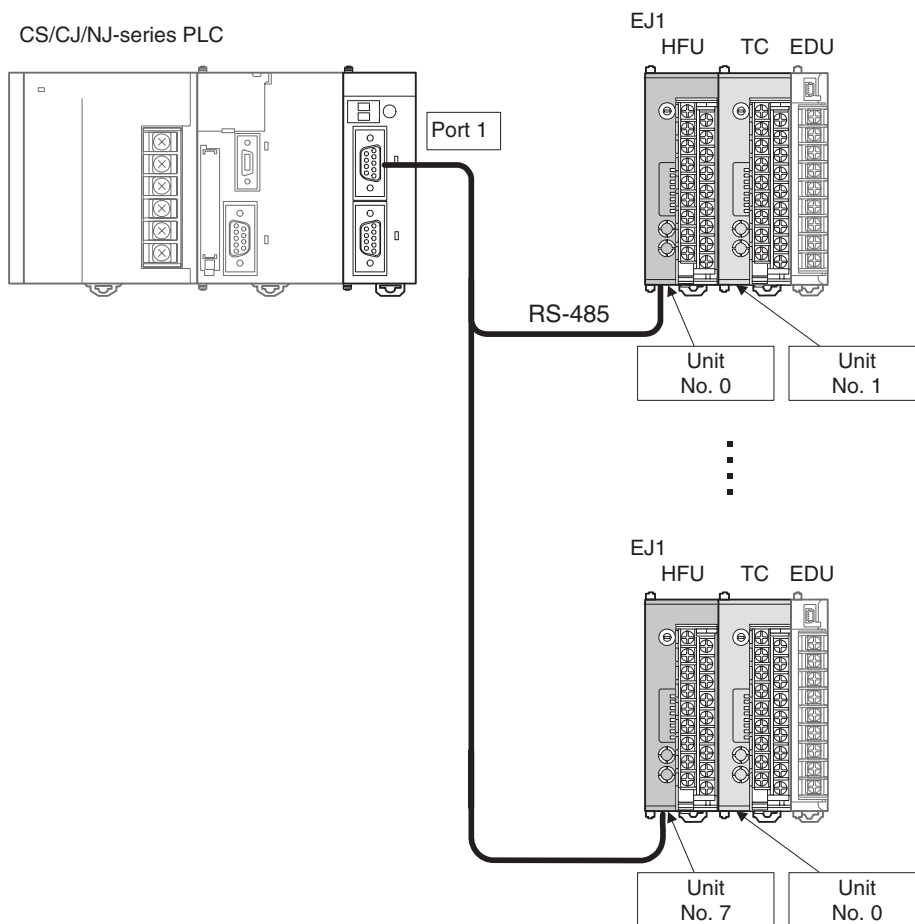 CS/CJ/NJ-series PLC
EJ1
HFU TC EDU
Port 1
RS-485
Unit
No. 0
Unit
No. 1
EJ1
HFU TC EDU
Unit
No. 7
Unit
No. 0